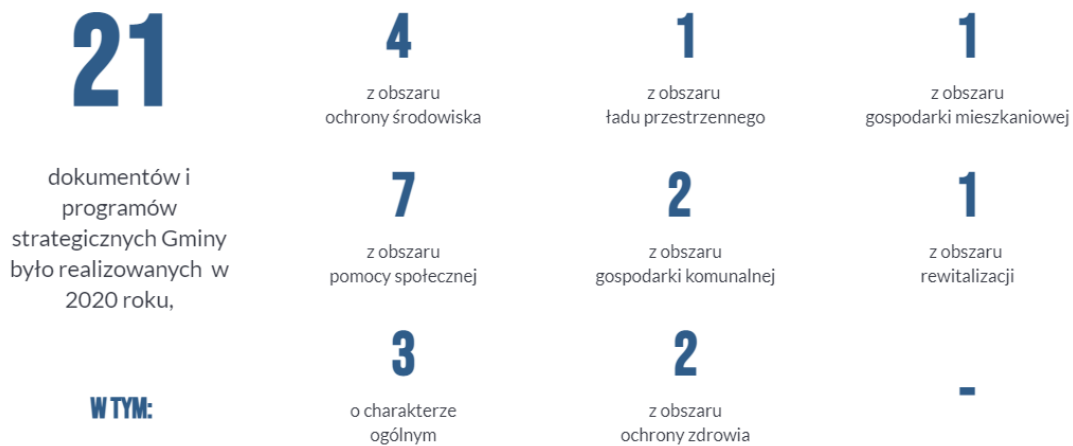 21
dokumentów i
programów
strategicznych Gminy
było realizowanych w
2020 roku,
W TYM:
4
z obszaru
ochrony środowiska
1
z obszaru
ładu przestrzennego
1
z obszaru
gospodarki mieszkaniowej
7
z obszaru
pomocy społecznej
2
z obszaru
gospodarki komunalnej
1
z obszaru
rewitalizacji
3
o charakterze
ogólnym
2
z obszaru
ochrony zdrowia
-